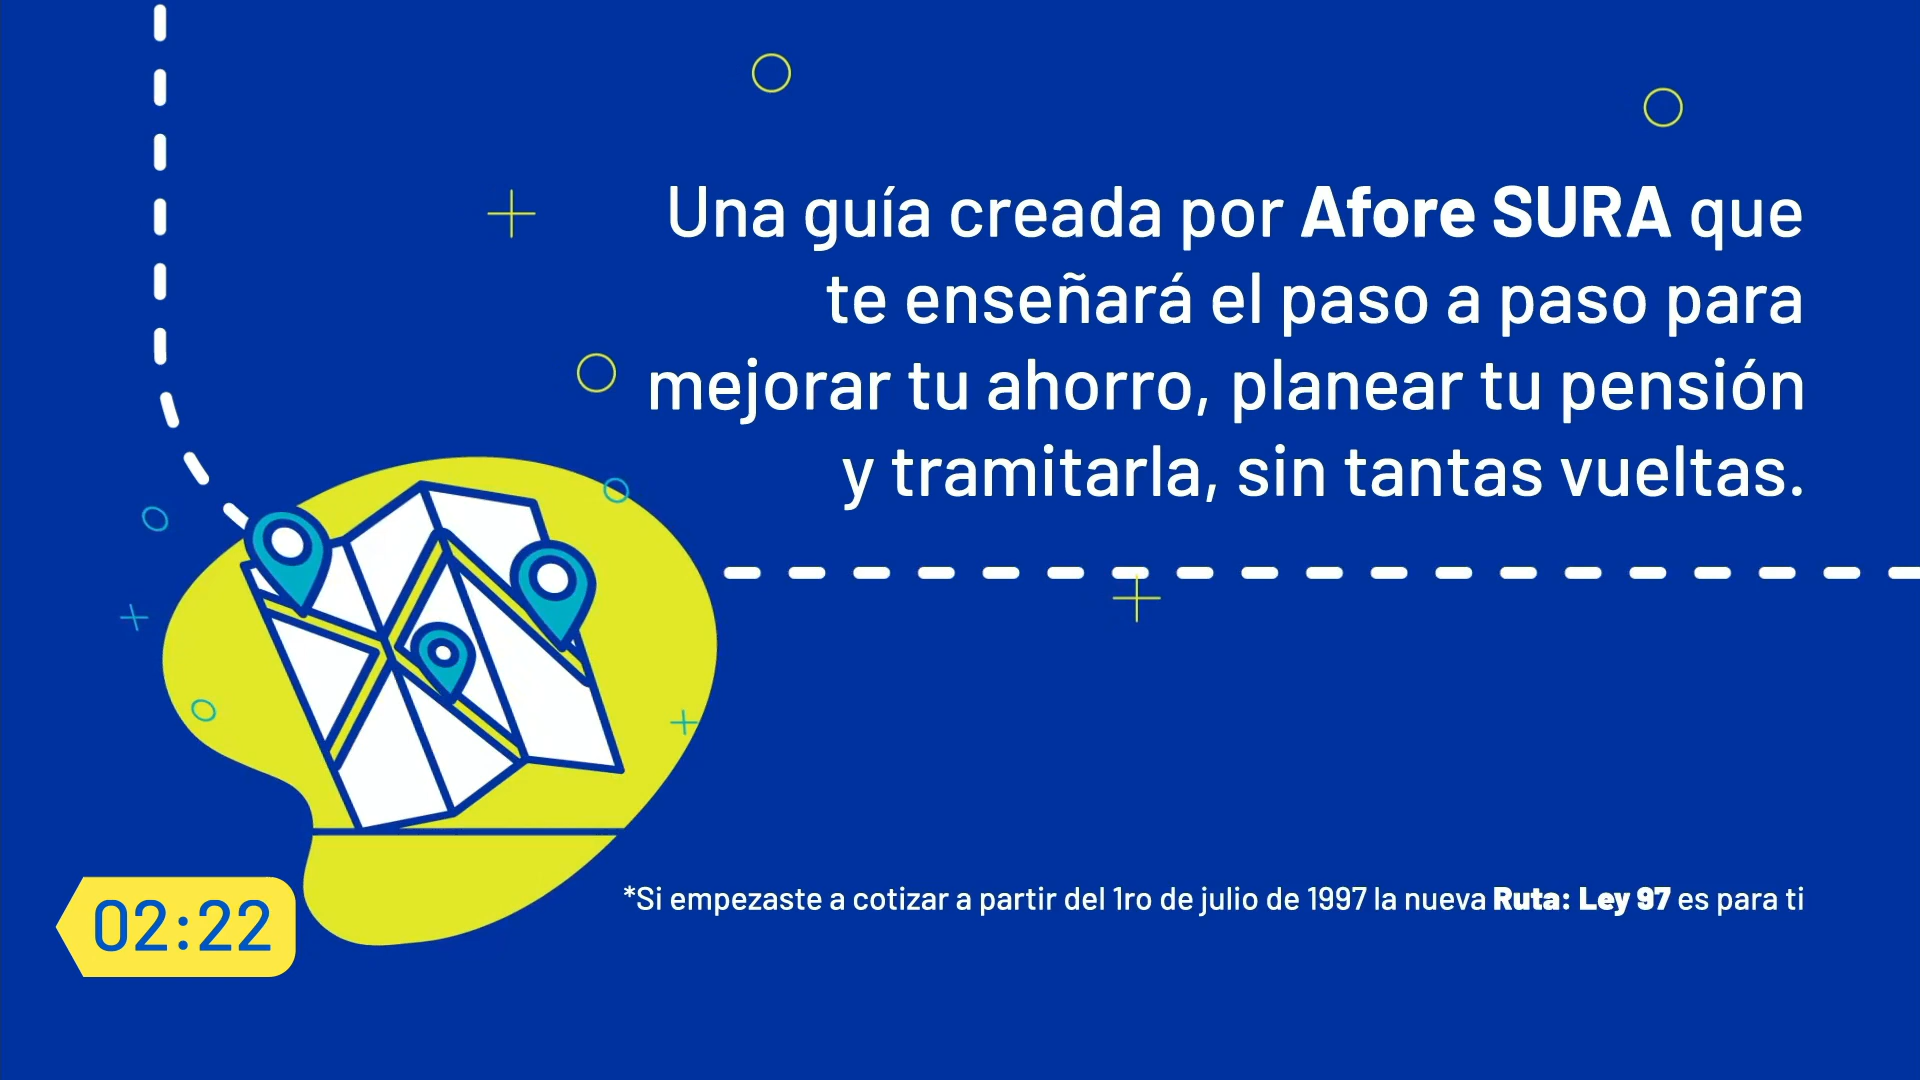 Una guía creada por Afore SURA que
te enseñará el paso a paso para
mejorar tu ahorro, planear tu pensión
y tramitarla, sin tantas vueltas.
*Si empezaste a cotizar a partir del 1ro de julio de 1997 la nueva Ruta: Ley 97 es para ti
02:22